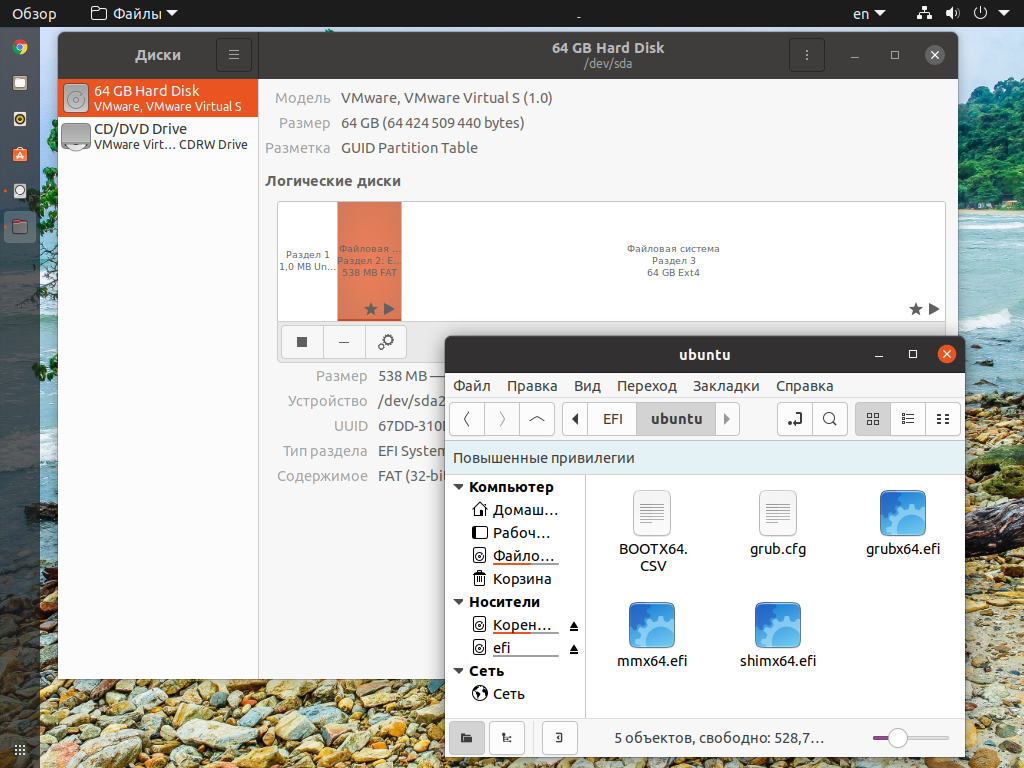 Обзор
Файлы
en
Диски
64 GB Hard Disk
/dev/sda
64 GB Hard Disk
VMware, VMware Virtual S
CD/DVD Drive
VMware Virt… CDRW Drive
Модель VMware, VMware Virtual S (1.0)
Размер 64 GB (64 424 509 440 bytes)
Разметка GUID Partition Table
Логические диски
Раздел 1
1,0 MB Un…
Файловая …
Раздел 2: E…
538 MB FAT
Файловая система
Раздел 3
64 GB Ext4
Размер 538 MB —
Устройство /dev/sda2
UUID 67DD-310
Тип раздела EFI System
Содержимое FAT (32-bit
ubuntu
Файл Правка Вид Переход Закладки Справка
EFI ubuntu
Повышенные привилегии
Компьютер
Домаш…
Рабоч…
Файло…
Корзина
Носители
Корен…
efi
Сеть
Сеть
BOOTX64.
CSV
grub.cfg
grubx64.efi
mmx64.efi
shimx64.efi
5 объектов, свободно: 528,7…